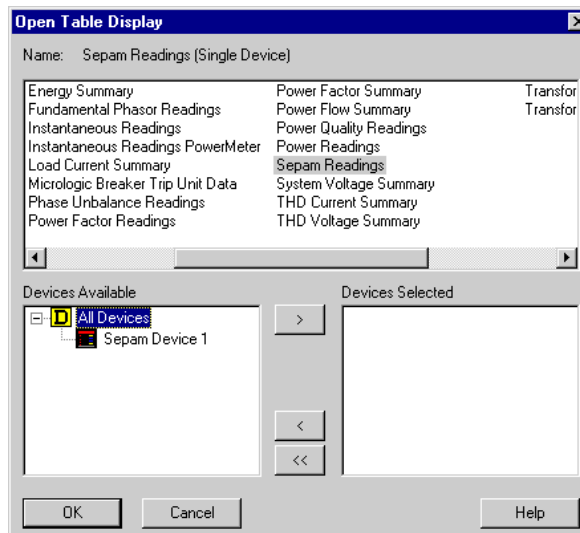 Open Table Display
Name: Sepam Readings (Single Device)
Energy Summary Power Factor Summary Transfor
Fundamental Phasor Readings Power Flow Summary Transfor
Instantaneous Readings Power Quality Readings
Instantaneous Readings PowerMeter Power Readings
Load Current Summary Sepam Readings
Micrologic Breaker Trip Unit Data System Voltage Summary
Phase Unbalance Readings THD Current Summary
Power Factor Readings THD Voltage Summary
Devices Available Devices Selected
D All Devices >
Sepam Device 1
<
<<
OK Cancel Help